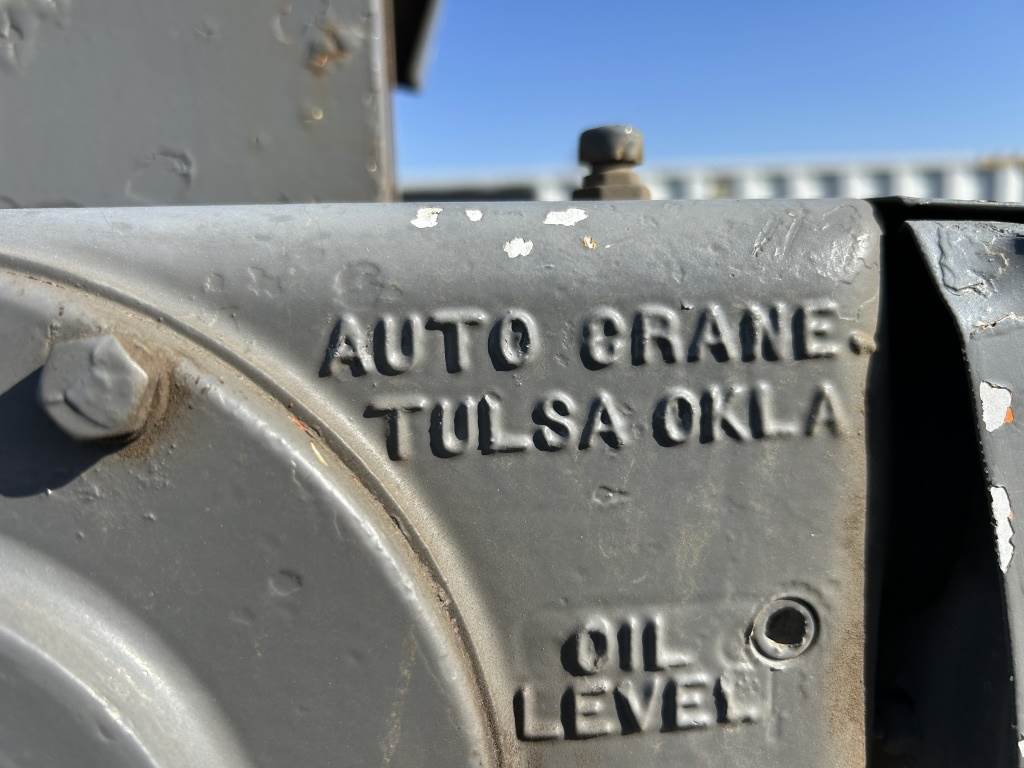 AUTO CRANE.
TULSA OKLA
OIL
LEVEL